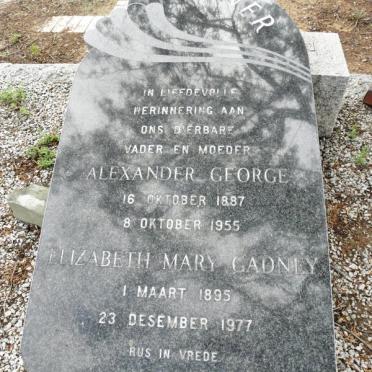 IN LIEFDEVOLLE
HERINNERING AAN
ONS DIERBARE
VADER EN MOEDER
ALEXANDER GEORGE
16 OKTOBER 1887
8 OKTOBER 1955
ELIZABETH MARY GADNEY
1 MAART 1895
23 DESEMBER 1977
RUS IN VREDE